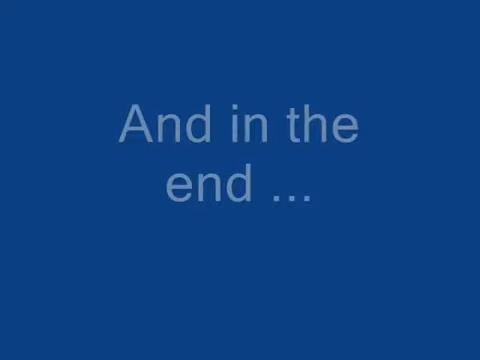 And in the
end ...